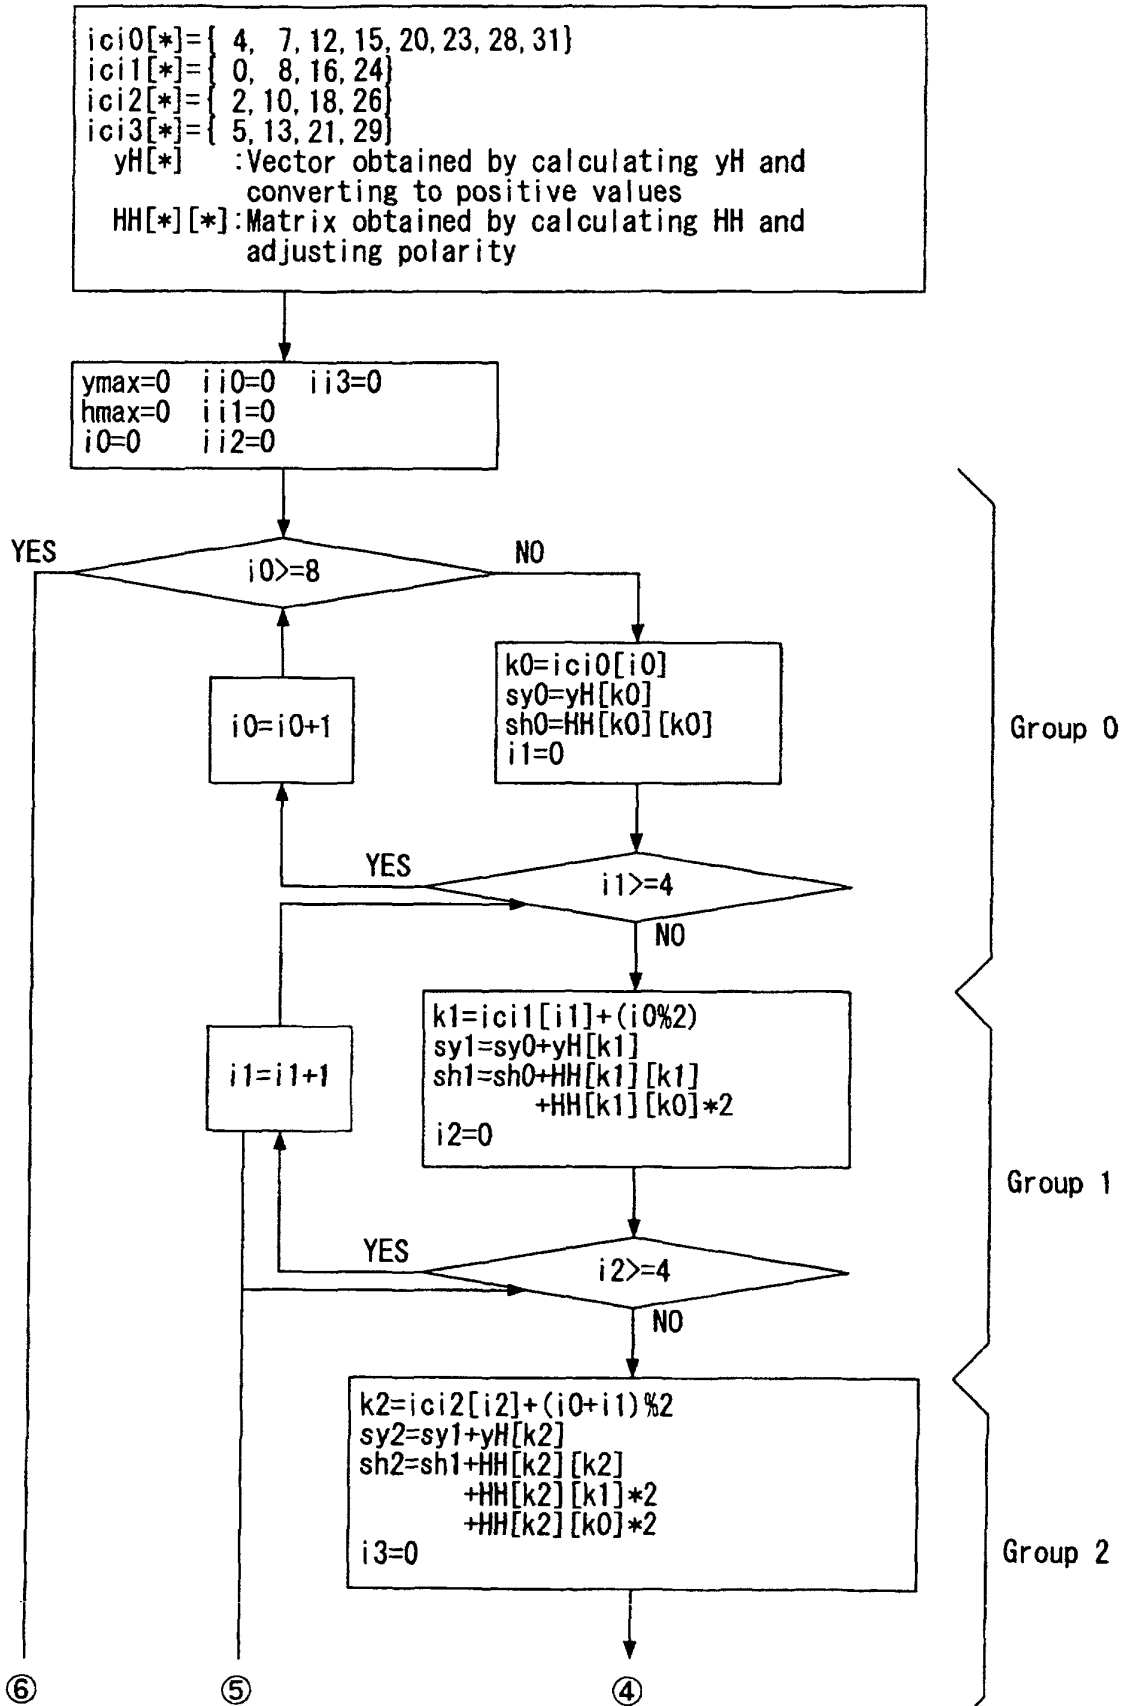 ici0[*]={ 4, 7, 12, 15, 20, 23, 28, 31}
ici1[*]={ 0, 8, 16, 24}
ici2[*]={ 2, 10, 18, 26}
ici3[*]={ 5, 13, 21, 29}
yH[*] :Vector obtained by calculating yH and
converting to positive values
HH[*][*]:Matrix obtained by calculating HH and
adjusting polarity
ymax=0 ii0=0 ii3=0
hmax=0 ii1=0
i0=0 ii2=0
YES
i0>=8
NO
k0=ici0[i0]
sy0=yH[k0]
sh0=HH[k0][k0]
i1=0
i0=i0+1
Group 0
YES
i1>=4
NO
k1=ici1[i1]+(i0%2)
sy1=sy0+yH[k1]
sh1=sh0+HH[k1][k1]
+HH[k1][k0]*2
i2=0
i1=i1+1
Group 1
YES
i2>=4
NO
k2=ici2[i2]+(i0+i1)%2
sy2=sy1+yH[k2]
sh2=sh1+HH[k2][k2]
+HH[k2][k1]*2
+HH[k2][k0]*2
i3=0
Group 2
⑥
⑤
④